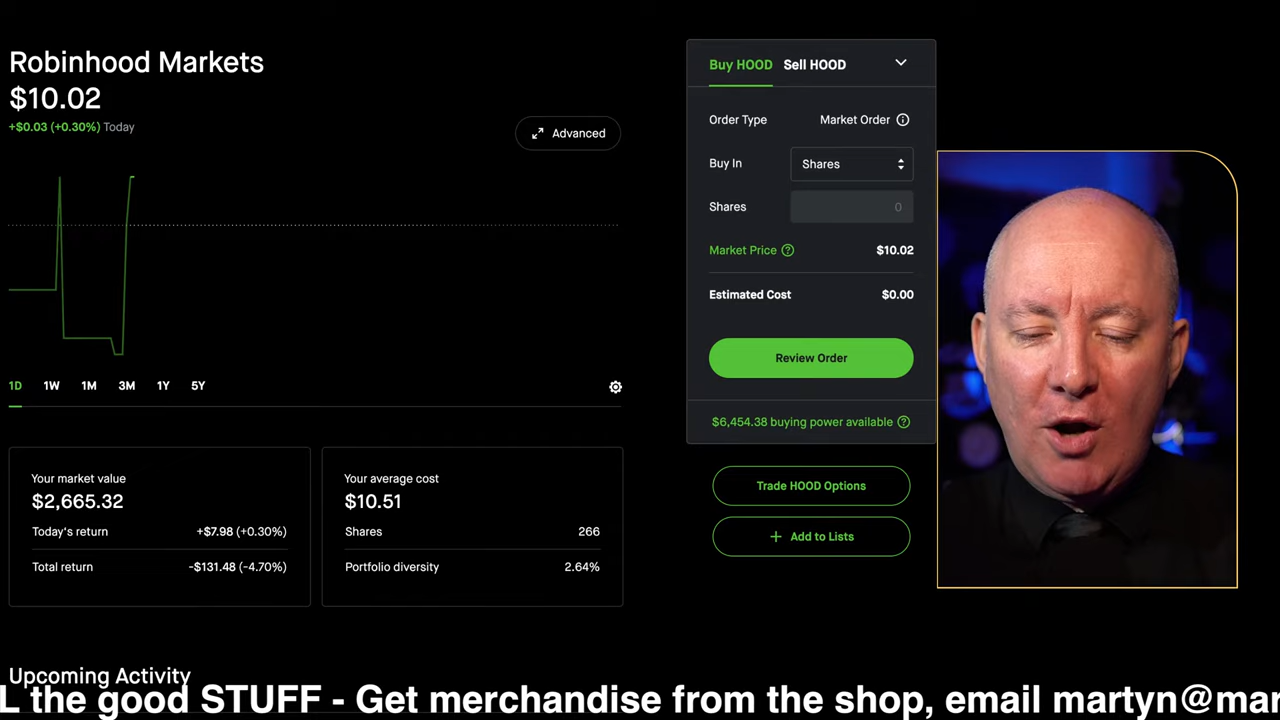 Robinhood Markets
$10.02
+$0.03 (+0.30%) Today
Advanced
1D 1W 1M 3M 1Y 5Y
Your market value
$2,665.32
Today's return +$7.98 (+0.30%)
Total return -$131.48 (-4.70%)
Your average cost
$10.51
Shares 266
Portfolio diversity 2.64%
Buy HOOD Sell HOOD
Order Type Market Order
Buy In Shares
Shares 0
Market Price $10.02
Estimated Cost $0.00
Review Order
$6,454.38 buying power available
Trade HOOD Options
+ Add to Lists
Upcoming Activity
L the good STUFF - Get merchandise from the shop, email martyn@mar